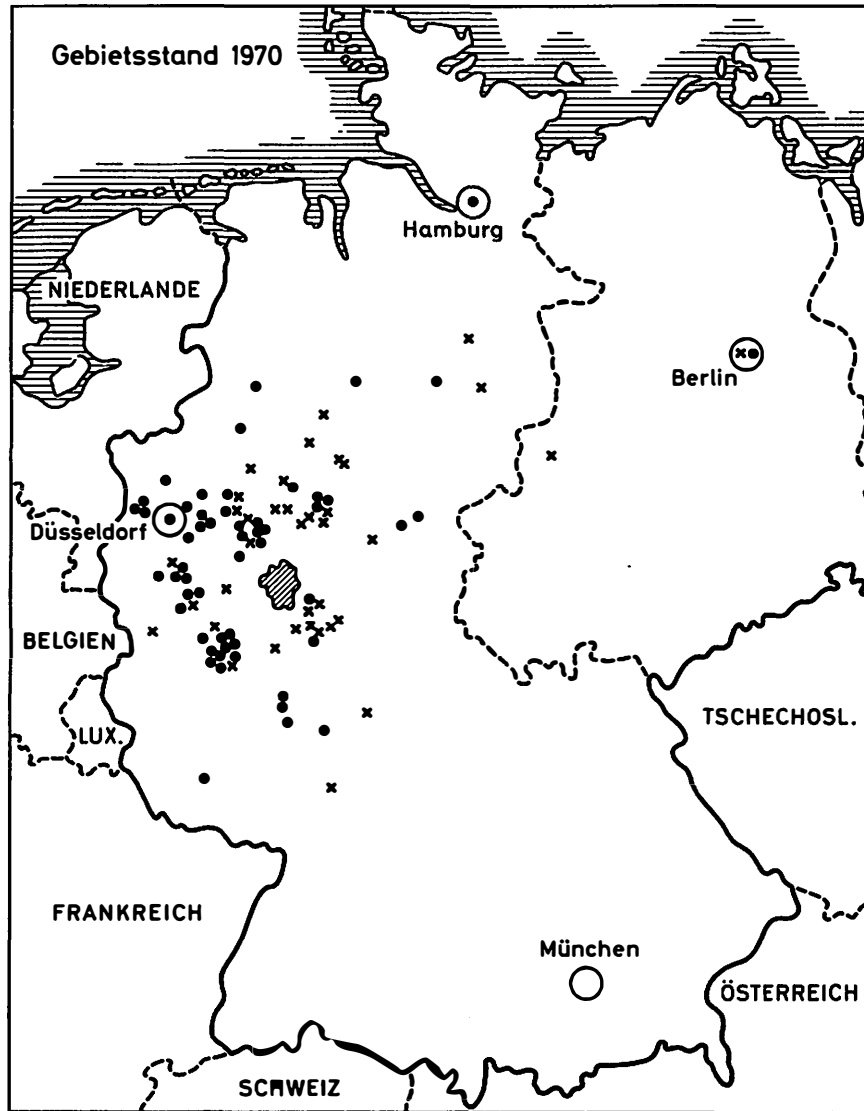 Gebietsstand 1970
Hamburg
NIEDERLANDE
Berlin
Düsseldorf
BELGIEN
LUX.
TSCHECHOSL.
FRANKREICH
München
ÖSTERREICH
SCHWEIZ